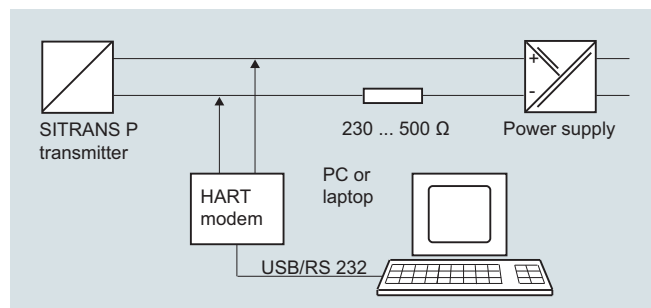 +
-
SITRANS P
transmitter
230 ... 500 Ω
Power supply
PC or
laptop
HART
modem
USB/RS 232